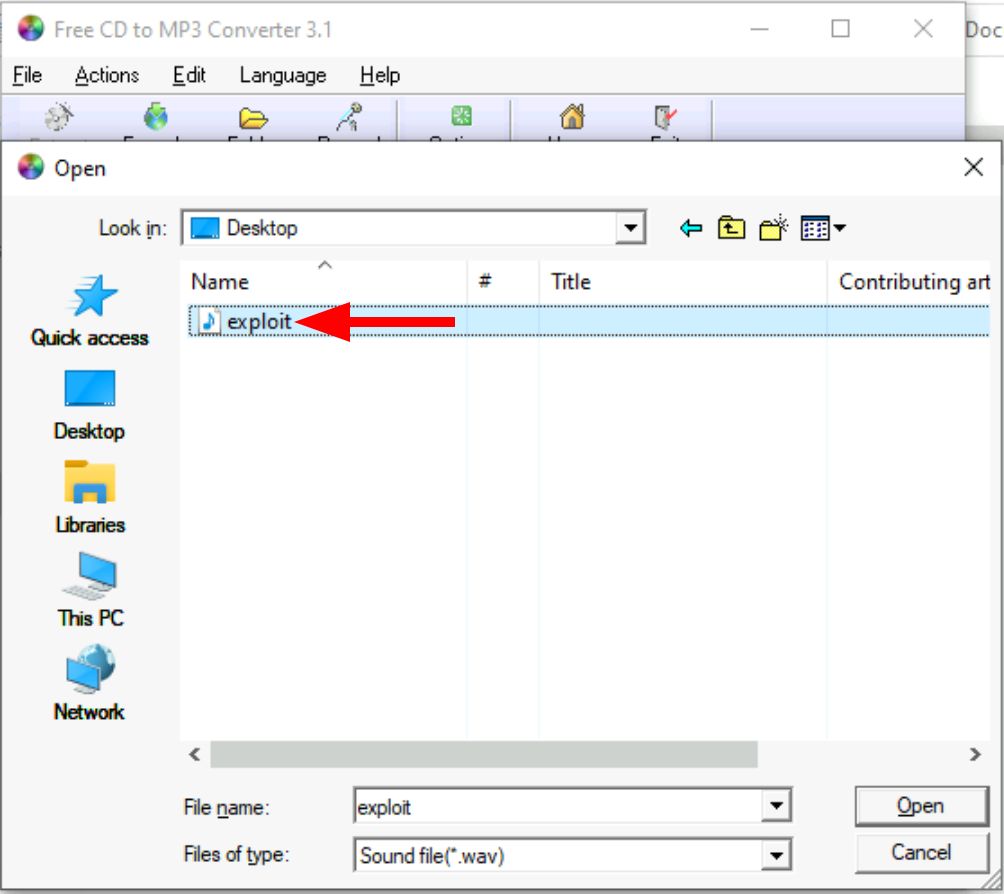 Free CD to MP3 Converter 3.1
Doc
File Actions Edit Language Help
Open
Look in: Desktop
Name # Title Contributing art
exploit
Quick access
Desktop
Libraries
This PC
Network
File name: exploit Open
Files of type: Sound file(*.wav) Cancel